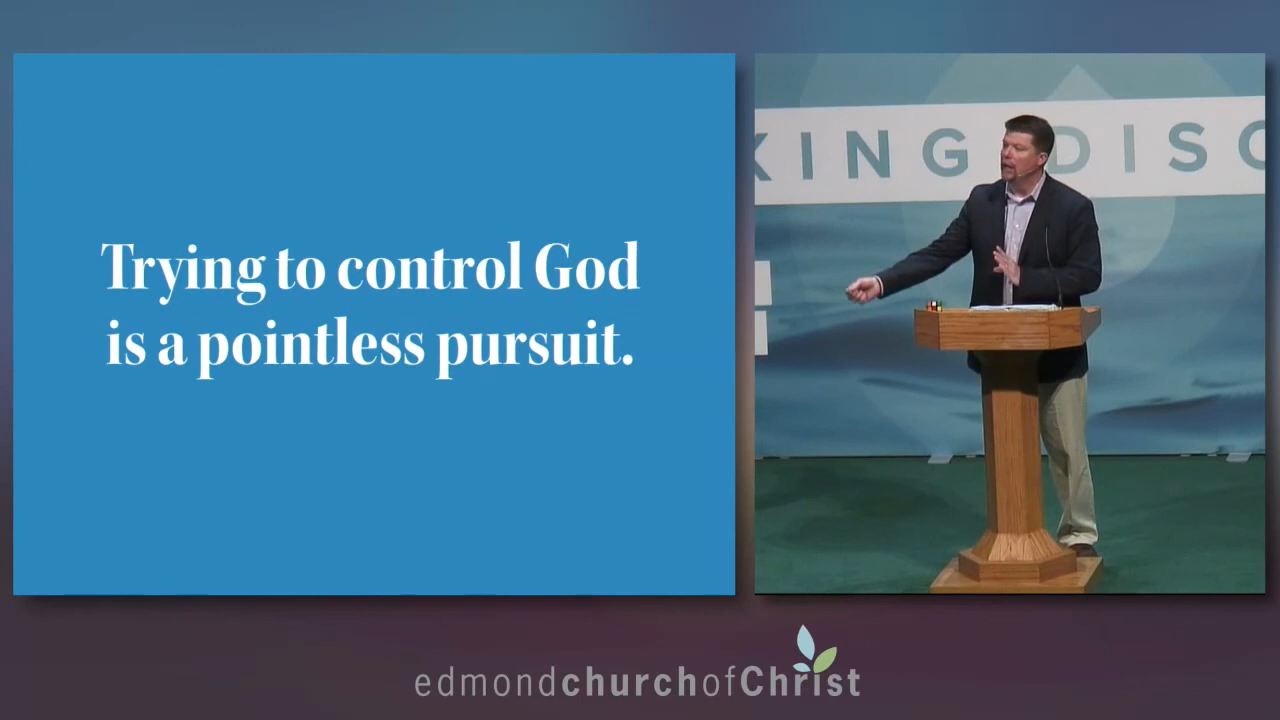 Trying to control God
is a pointless pursuit.
KING DISC
edmondchurchofChrist